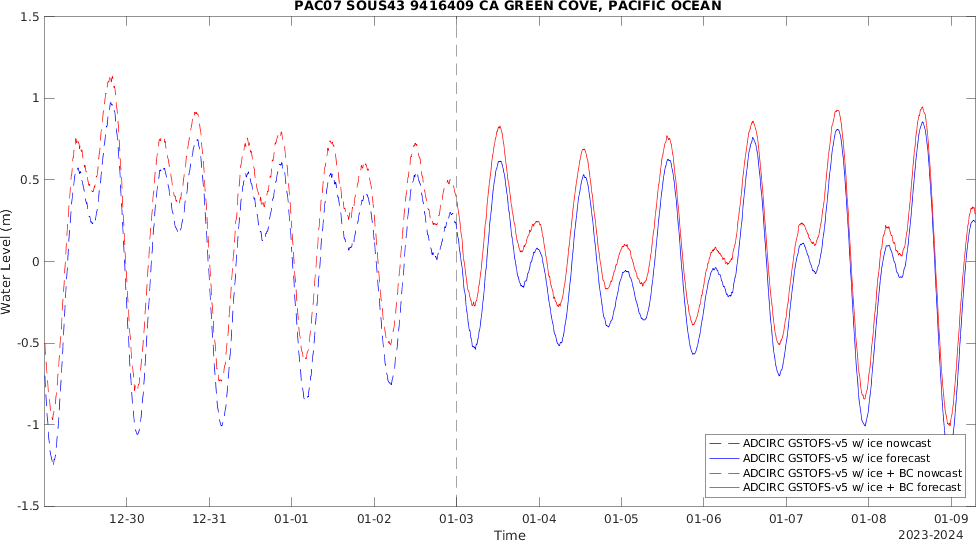 PAC07 SOUS43 9416409 CA GREEN COVE, PACIFIC OCEAN
1.5
1
0.5
0
-0.5
-1
-1.5
Water Level (m)
12-30 12-31 01-01 01-02 01-03 01-04 01-05 01-06 01-07 01-08 01-09
Time
2023-2024
ADCIRC GSTOFS-v5 w/ ice nowcast
ADCIRC GSTOFS-v5 w/ ice forecast
ADCIRC GSTOFS-v5 w/ ice + BC nowcast
ADCIRC GSTOFS-v5 w/ ice + BC forecast